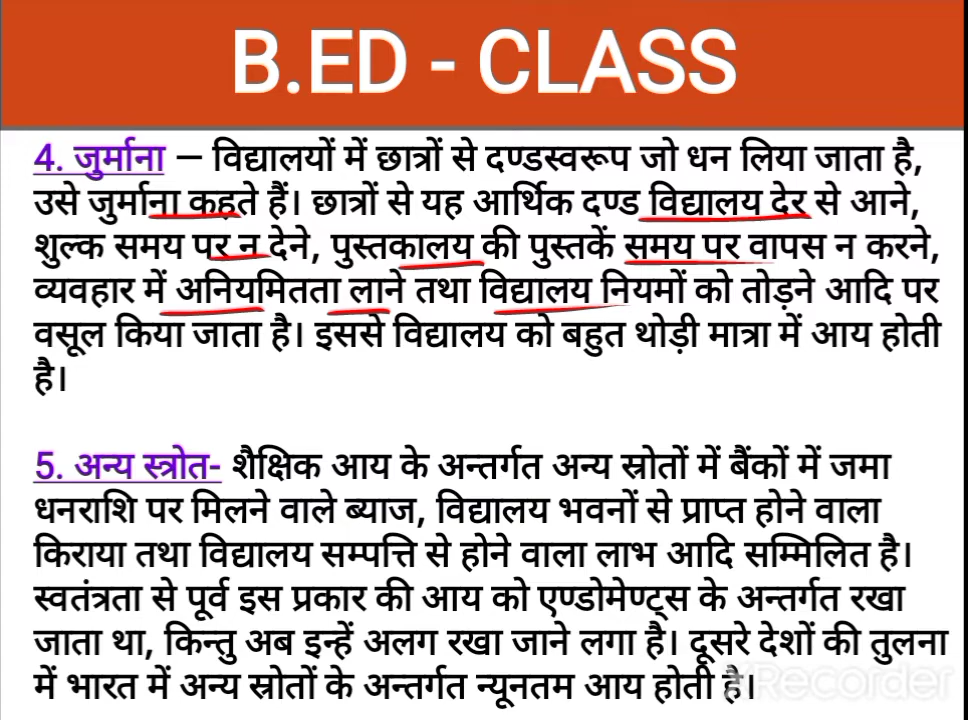 B.ED - CLASS
4. जुर्माना – विद्यालयों में छात्रों से दण्डस्वरूप जो धन लिया जाता है,
उसे जुर्माना कहते हैं। छात्रों से यह आर्थिक दण्ड विद्यालय देर से आने,
शुल्क समय पर न देने, पुस्तकालय की पुस्तकें समय पर वापस न करने,
व्यवहार में अनियमितता लाने तथा विद्यालय नियमों को तोड़ने आदि पर
वसूल किया जाता है। इससे विद्यालय को बहुत थोड़ी मात्रा में आय होती
है।
5. अन्य स्त्रोत- शैक्षिक आय के अन्तर्गत अन्य स्रोतों में बैंकों में जमा
धनराशि पर मिलने वाले ब्याज, विद्यालय भवनों से प्राप्त होने वाला
किराया तथा विद्यालय सम्पत्ति से होने वाला लाभ आदि सम्मिलित है।
स्वतंत्रता से पूर्व इस प्रकार की आय को एण्डोमेण्ट्स के अन्तर्गत रखा
जाता था, किन्तु अब इन्हें अलग रखा जाने लगा है। दूसरे देशों की तुलना
में भारत में अन्य स्रोतों के अन्तर्गत न्यूनतम आय होती है।
XRecorder